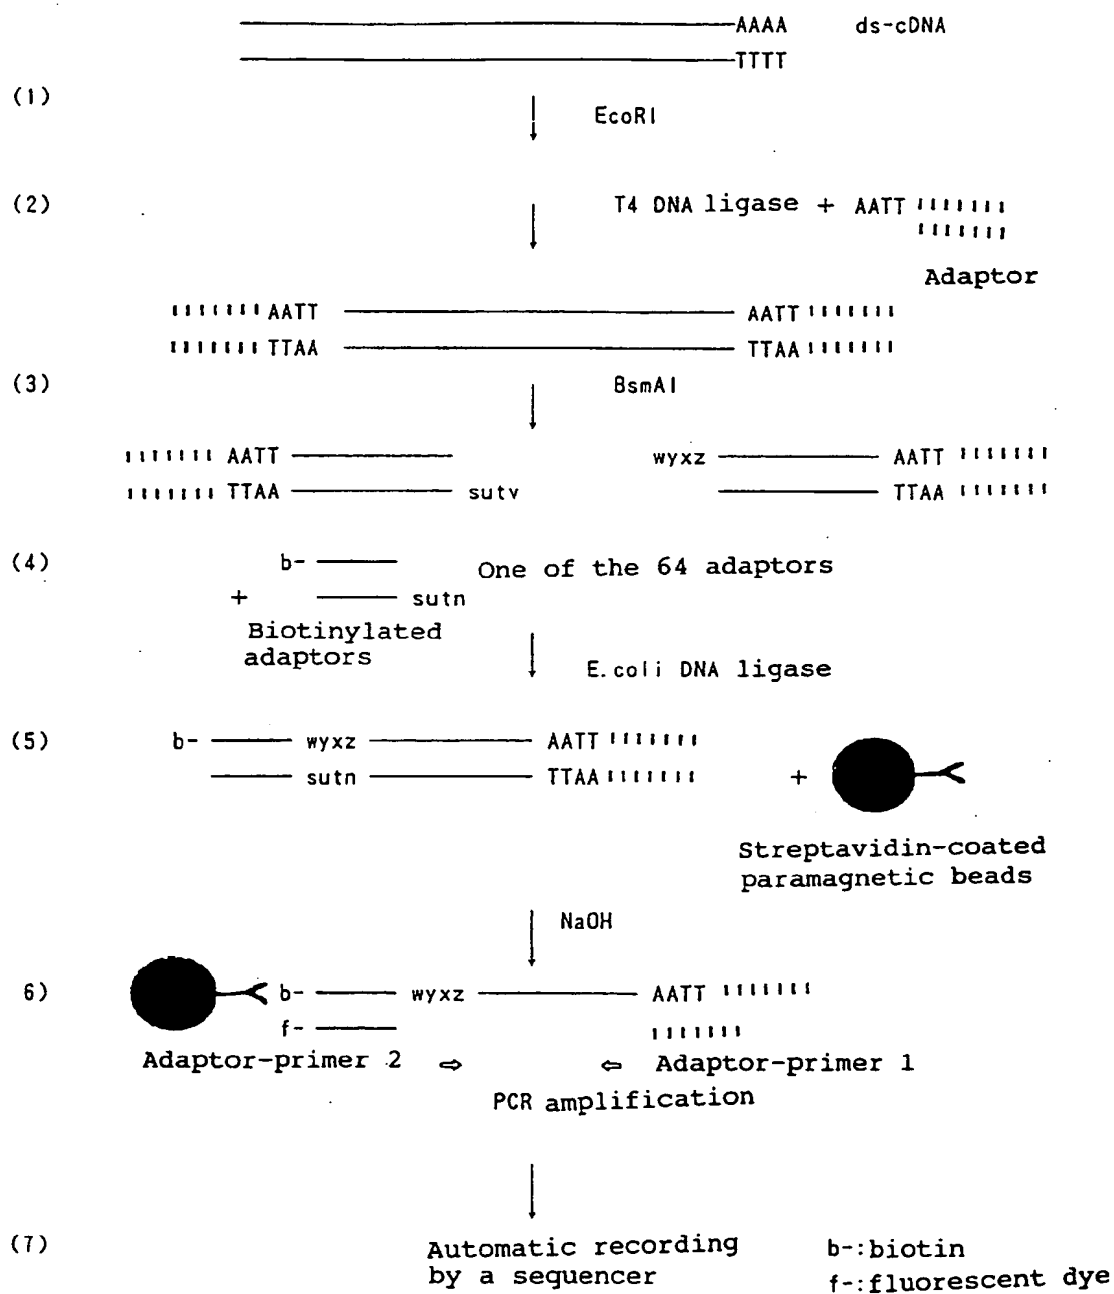 AAAA ds-cDNA
TTTT
(1)
EcoRI
(2) T4 DNA ligase + AATT
Adaptor
AATT AATT
TTAA TTAA
(3) BsmAI
AATT wyxz AATT
TTAA sutv TTAA
(4) b- One of the 64 adaptors
+ sutn
Biotinylated
adaptors
E.coli DNA ligase
(5) b- wyxz AATT
sutn TTAA +
Streptavidin-coated
paramagnetic beads
NaOH
6) b- wyxz AATT
f-
Adaptor-primer 2 ⇨ ⇦ Adaptor-primer 1
PCR amplification
(7) Automatic recording b-:biotin
by a sequencer f-:fluorescent dye